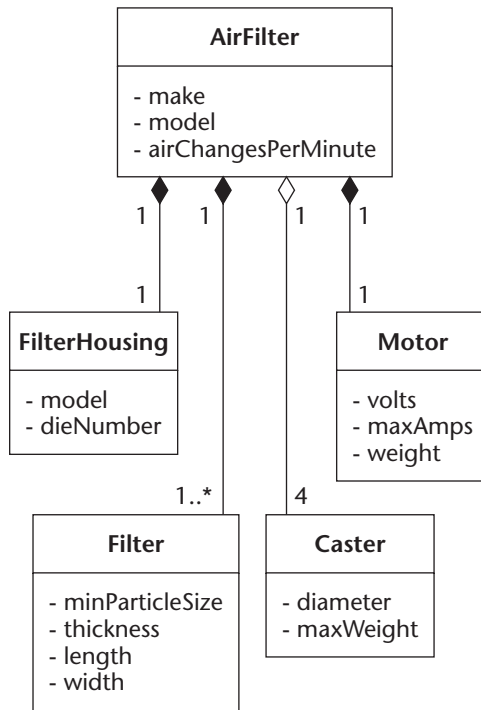 AirFilter
- make
- model
- airChangesPerMinute
1 1 1 1
1 1
FilterHousing
- model
- dieNumber
Motor
- volts
- maxAmps
- weight
1..* 4
Filter
- minParticleSize
- thickness
- length
- width
Caster
- diameter
- maxWeight